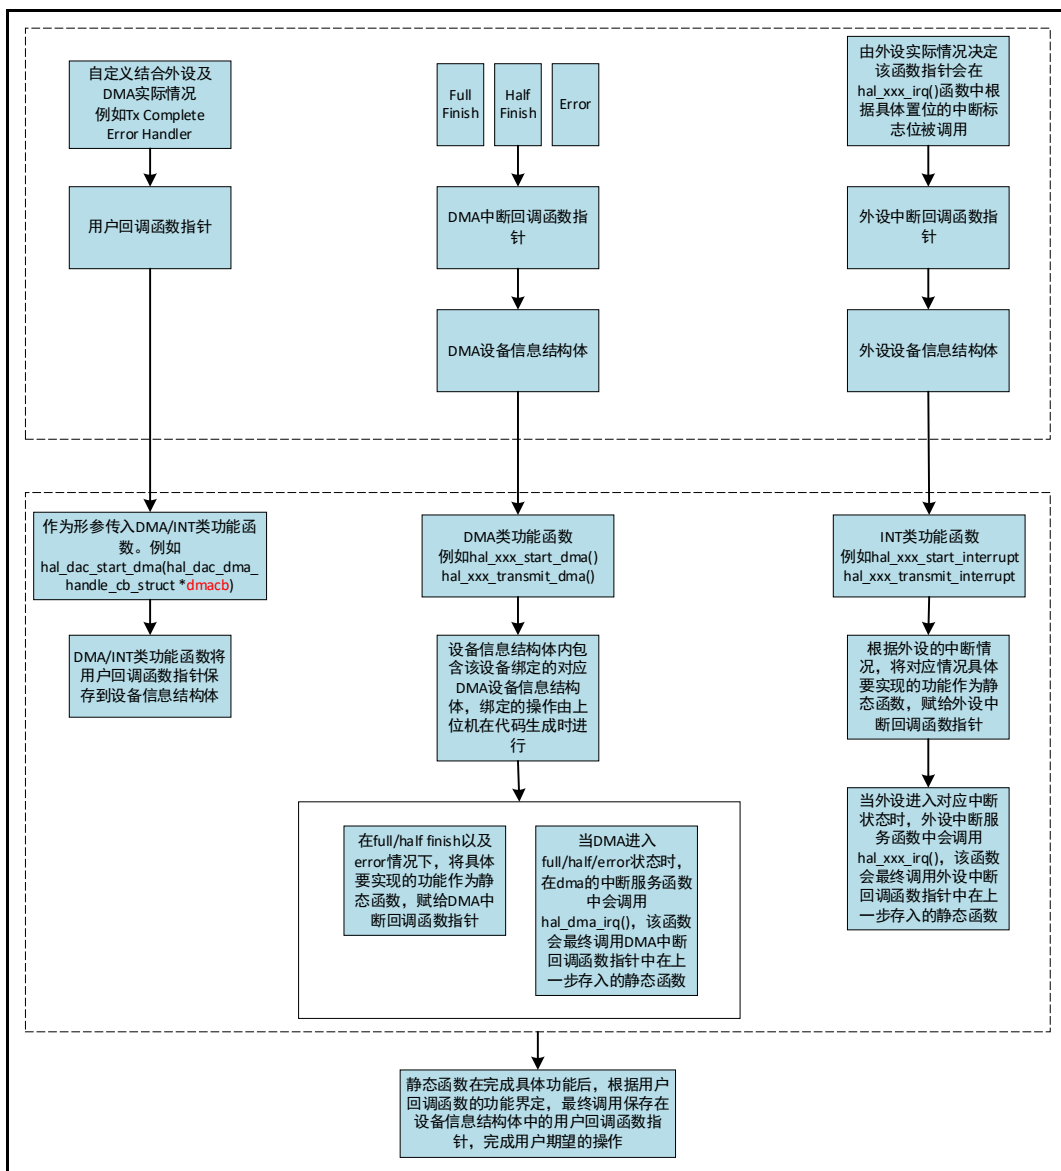 自定义结合外设及
DMA实际情况
例如Tx Complete
Error Handler
Full
Finish
Half
Finish
Error
由外设实际情况决定
该函数指针会在
hal_xxx_irq()函数中根
据具体置位的中断标
志位被调用
用户回调函数指针
DMA中断回调函数指
针
外设中断回调函数指
针
DMA设备信息结构体
外设设备信息结构体
作为形参传入DMA/INT类功能函
数。例如
hal_dac_start_dma(hal_dac_dma_
handle_cb_struct *dmacb)
DMA类功能函数
例如hal_xxx_start_dma()
hal_xxx_transmit_dma()
INT类功能函数
例如hal_xxx_start_interrupt
hal_xxx_transmit_interrupt
DMA/INT类功能函数将
用户回调函数指针保
存到设备信息结构体
设备信息结构体内包
含该设备绑定的对应
DMA设备信息结构
体，绑定的操作由上
位机在代码生成时进
行
根据外设的中断情
况，将对应情况具体
要实现的功能作为静
态函数，赋给外设中
断回调函数指针
在full/half finish以及
error情况下，将具体
要实现的功能作为静
态函数，赋给DMA中
断回调函数指针
当DMA进入
full/half/error状态时，
在dma的中断服务函数
中会调用
hal_dma_irq()，该函数
会最终调用DMA中断
回调函数指针中在上
一步存入的静态函数
当外设进入对应中断
状态时，外设中断服
务函数中会调用
hal_xxx_irq()，该函数
会最终调用外设中断
回调函数指针中在上
一步存入的静态函数
静态函数在完成具体功能后，根据用户
回调函数的功能界定，最终调用保存在
设备信息结构体中的用户回调函数指
针，完成用户期望的操作